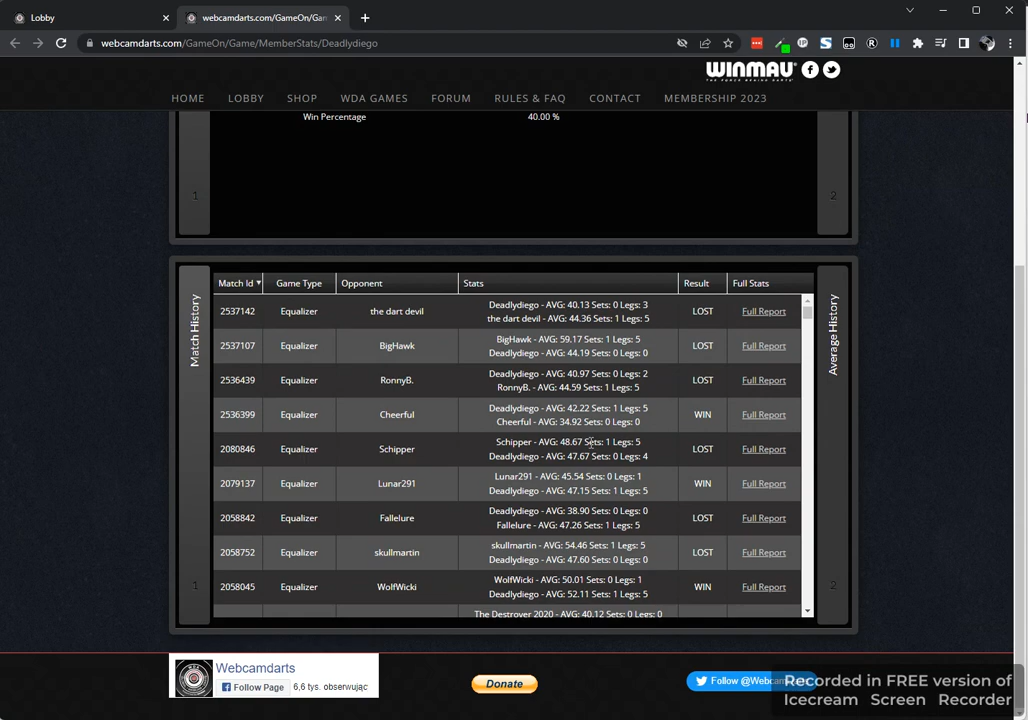 Lobby
webcamdarts.com/GameOn/Gar
webcamdarts.com/GameOn/Game/MemberStats/Deadlydiego
WINMAU
HOME LOBBY SHOP WDA GAMES FORUM RULES & FAQ CONTACT MEMBERSHIP 2023
Win Percentage 40.00 %
1
2
Match History
Average History
Match Id Game Type Opponent Stats Result Full Stats
Deadlydiego - AVG: 40.13 Sets: 0 Legs: 3
2537142 Equalizer the dart devil LOST Full Report
the dart devil - AVG: 44.36 Sets: 1 Legs: 5
BigHawk - AVG: 59.17 Sets: 1 Legs: 5
2537107 Equalizer BigHawk LOST Full Report
Deadlydiego - AVG: 44.19 Sets: 0 Legs: 0
Deadlydiego - AVG: 40.97 Sets: 0 Legs: 2
2536439 Equalizer RonnyB. LOST Full Report
RonnyB. - AVG: 44.59 Sets: 1 Legs: 5
Deadlydiego - AVG: 42.22 Sets: 1 Legs: 5
2536399 Equalizer Cheerful WIN Full Report
Cheerful - AVG: 34.92 Sets: 0 Legs: 0
Schipper - AVG: 48.67 Sets: 1 Legs: 5
2080846 Equalizer Schipper LOST Full Report
Deadlydiego - AVG: 47.67 Sets: 0 Legs: 4
Lunar291 - AVG: 45.54 Sets: 0 Legs: 1
2079137 Equalizer Lunar291 WIN Full Report
Deadlydiego - AVG: 47.15 Sets: 1 Legs: 5
Deadlydiego - AVG: 38.90 Sets: 0 Legs: 0
2058842 Equalizer Fallelure LOST Full Report
Fallelure - AVG: 47.26 Sets: 1 Legs: 5
skullmartin - AVG: 54.46 Sets: 1 Legs: 5
2058752 Equalizer skullmartin LOST Full Report
Deadlydiego - AVG: 47.60 Sets: 0 Legs: 0
WolfWicki - AVG: 50.01 Sets: 0 Legs: 1
2058045 Equalizer WolfWicki WIN Full Report
Deadlydiego - AVG: 52.11 Sets: 1 Legs: 5
The Destroyer 2020 - AVG: 40.12 Sets: 0 Legs: 0
1
2
Webcamdarts
Follow Page 6,6 tys. obserwując
Donate
Follow @Webcam
Recorded in FREE version of
Icecream Screen Recorder